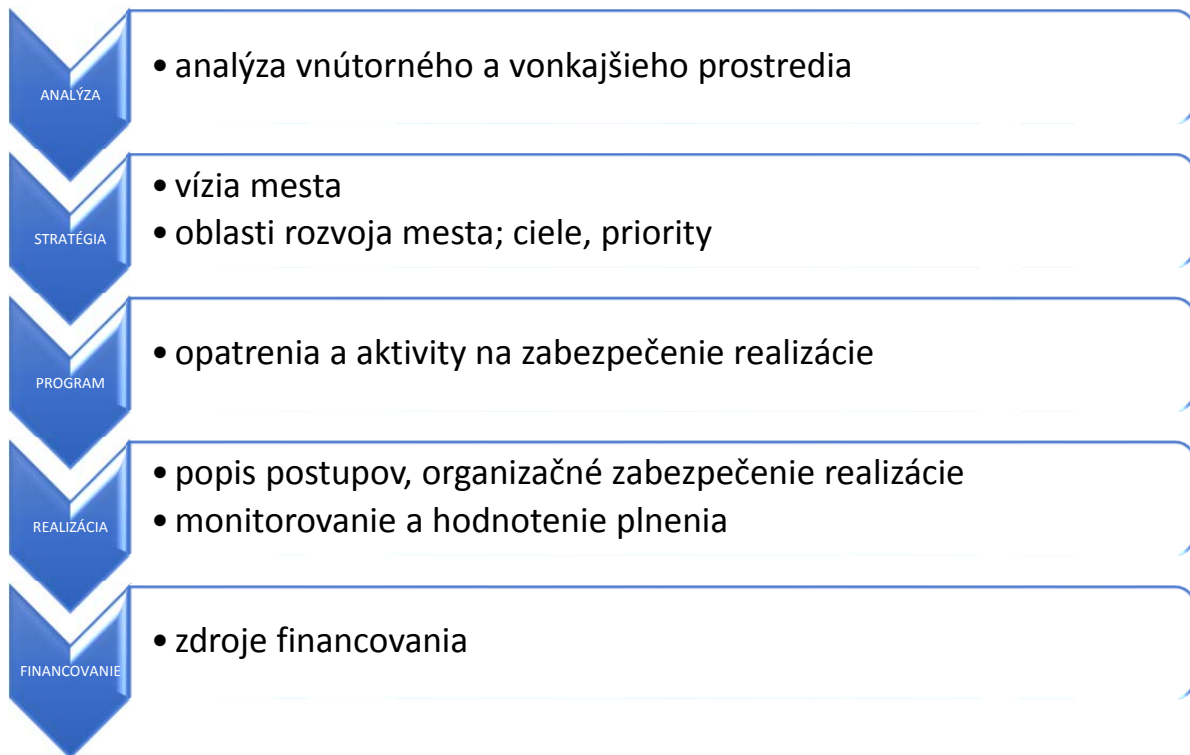 ANALÝZA
• analýza vnútorného a vonkajšieho prostredia
STRATÉGIA
• vízia mesta
• oblasti rozvoja mesta; ciele, priority
PROGRAM
• opatrenia a aktivity na zabezpečenie realizácie
REALIZÁCIA
• popis postupov, organizačné zabezpečenie realizácie
• monitorovanie a hodnotenie plnenia
FINANCOVANIE
• zdroje financovania